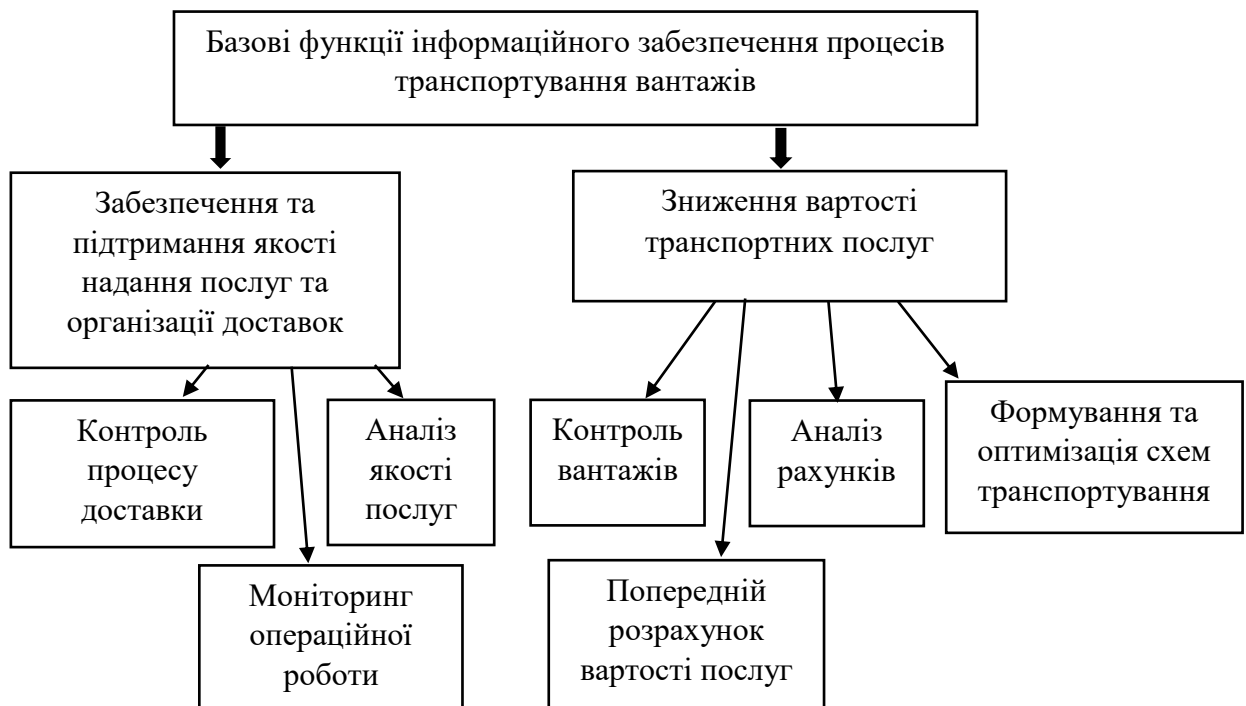 Базові функції інформаційного забезпечення процесів
транспортування вантажів
Забезпечення та
підтримання якості
надання послуг та
організації доставок
Зниження вартості
транспортних послуг
Контроль
процесу
доставки
Аналіз
якості
послуг
Контроль
вантажів
Аналіз
рахунків
Формування та
оптимізація схем
транспортування
Моніторинг
операційної
роботи
Попередній
розрахунок
вартості послуг